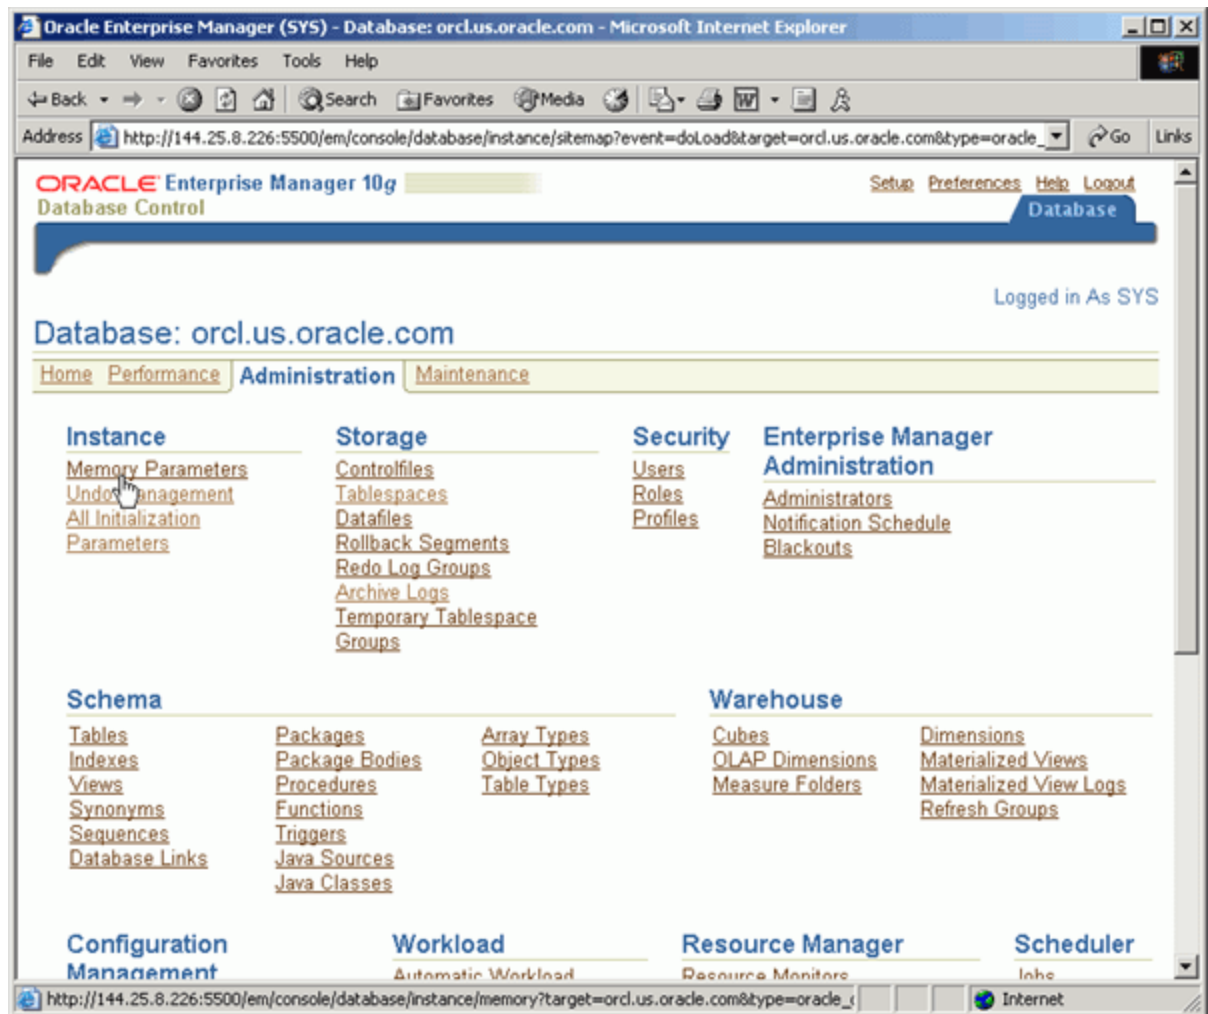 Oracle Enterprise Manager (SYS) - Database: orcl.us.oracle.com - Microsoft Internet Explorer
File Edit View Favorites Tools Help
Back Search Favorites Media
Address http://144.25.8.226:5500/em/console/database/instance/sitemap?event=doLoad&target=orcl.us.oracle.com&type=oracle_ Go Links
ORACLE Enterprise Manager 10g Setup Preferences Help Logout
Database Control
Database
Logged in As SYS
Database: orcl.us.oracle.com
Home Performance Administration Maintenance
Instance
Memory Parameters
Undo Management
All Initialization
Parameters
Storage
Controlfiles
Tablespaces
Datafiles
Rollback Segments
Redo Log Groups
Archive Logs
Temporary Tablespace
Groups
Security
Users
Roles
Profiles
Enterprise Manager
Administration
Administrators
Notification Schedule
Blackouts
Schema
Tables
Indexes
Views
Synonyms
Sequences
Database Links
Packages
Package Bodies
Procedures
Functions
Triggers
Java Sources
Java Classes
Array Types
Object Types
Table Types
Warehouse
Cubes
OLAP Dimensions
Measure Folders
Dimensions
Materialized Views
Materialized View Logs
Refresh Groups
Configuration
Management
Workload
Automatic Workload
Resource Manager
Resource Monitors
Scheduler
Jobs
http://144.25.8.226:5500/em/console/database/instance/memory?target=orcl.us.oracle.com&type=oracle_ Internet